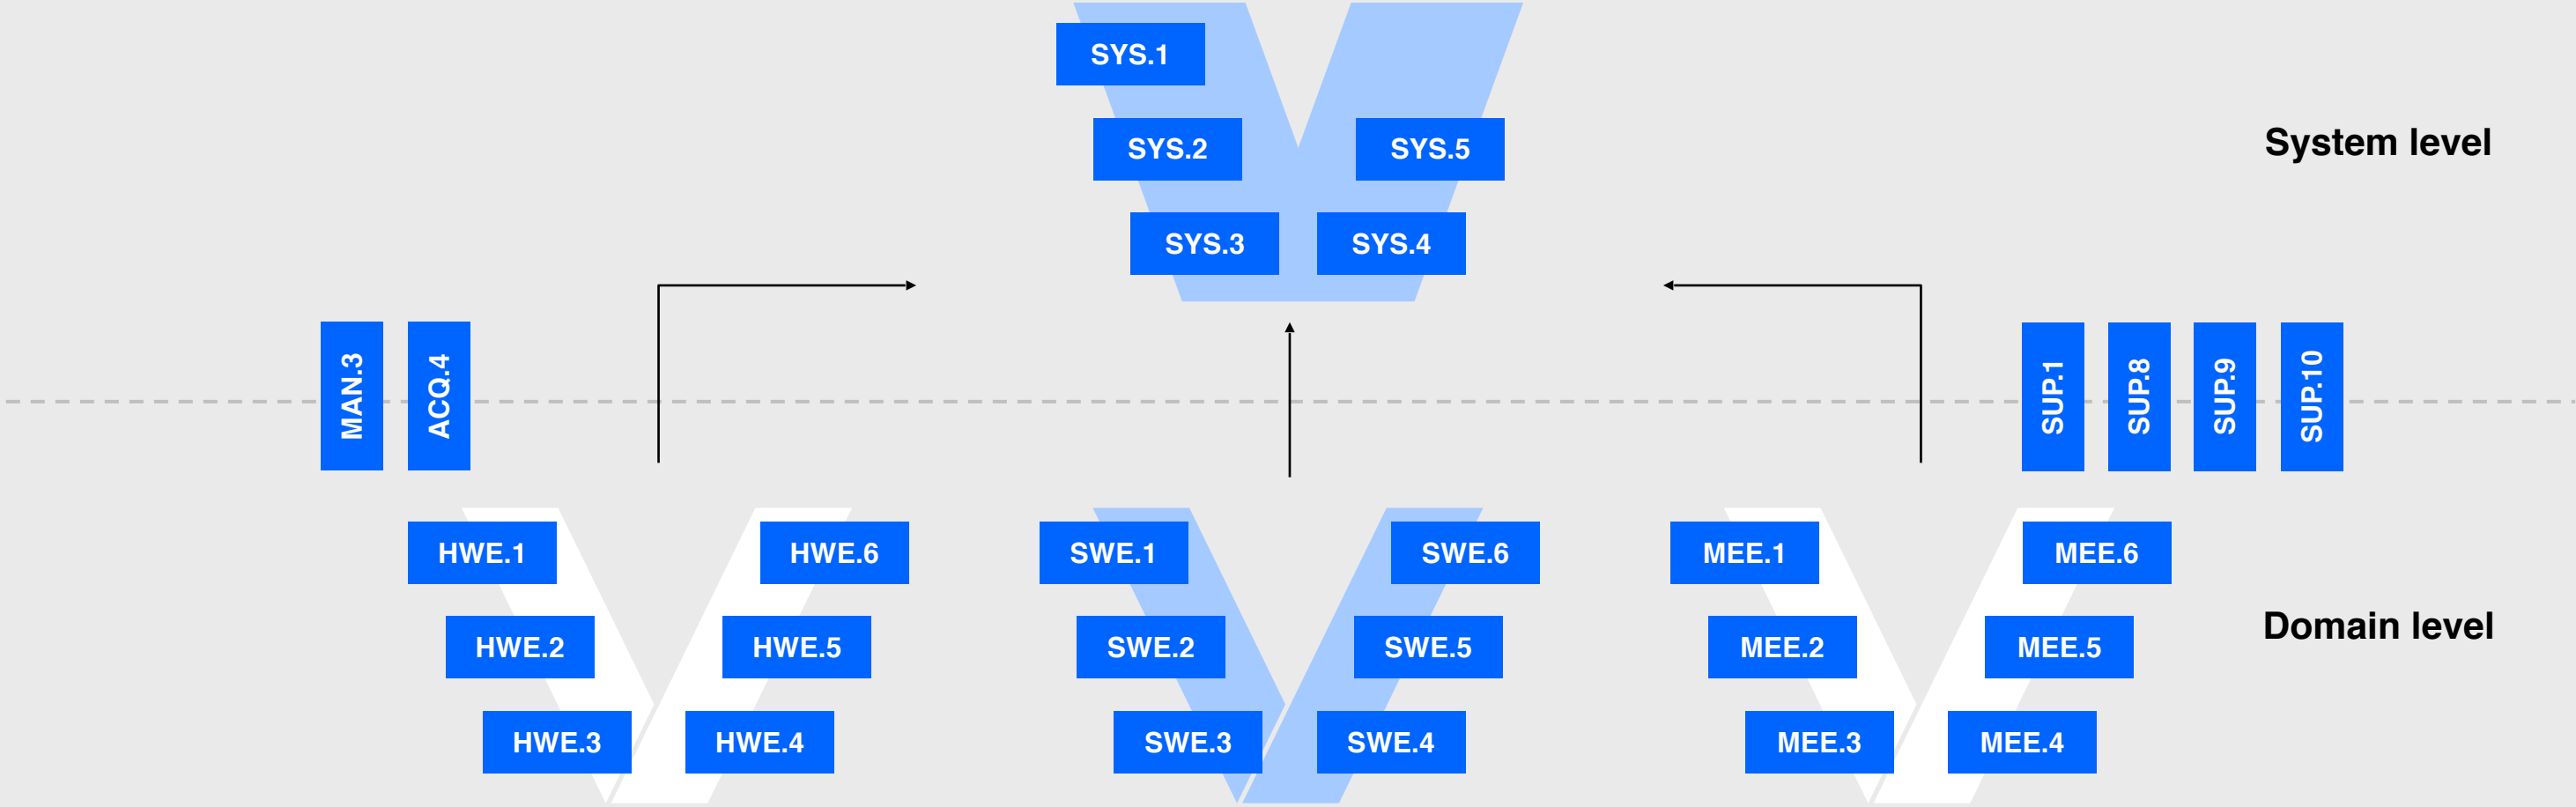 SYS.1
SYS.2
SYS.5
System level
SYS.3
SYS.4
MAN.3
ACQ.4
SUP.1
SUP.8
SUP.9
SUP.10
HWE.1
HWE.6
SWE.1
SWE.6
MEE.1
MEE.6
HWE.2
HWE.5
SWE.2
SWE.5
MEE.2
MEE.5
Domain level
HWE.3
HWE.4
SWE.3
SWE.4
MEE.3
MEE.4